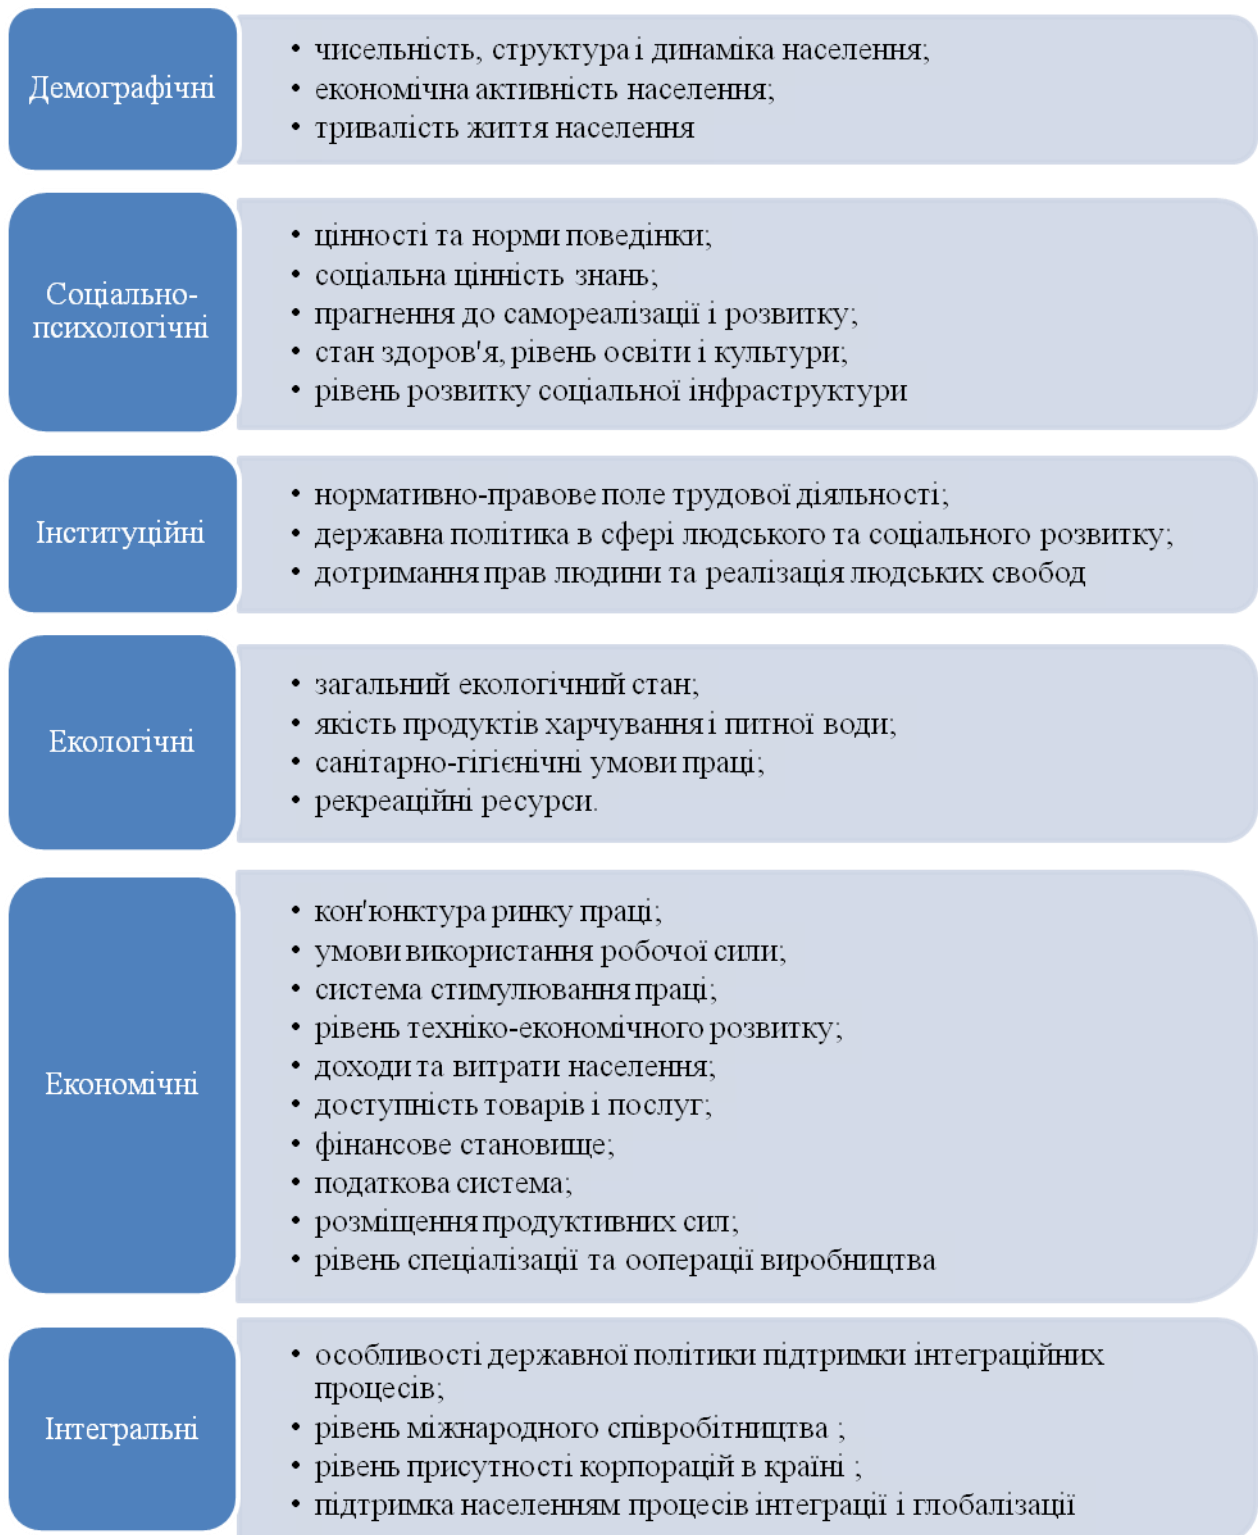 Демографічні
• чисельність, структура і динаміка населення;
• економічна активність населення;
• тривалість життя населення
Соціально-
психологічні
• цінності та норми поведінки;
• соціальна цінність знань;
• прагнення до самореалізації і розвитку;
• стан здоров'я, рівень освіти і культури;
• рівень розвитку соціальної інфраструктури
Інституційні
• нормативно-правове поле трудової діяльності;
• державна політика в сфері людського та соціального розвитку;
• дотримання прав людини та реалізація людських свобод
Екологічні
• загальний екологічний стан;
• якість продуктів харчування і питної води;
• санітарно-гігієнічні умови праці;
• рекреаційні ресурси.
Економічні
• кон'юнктура ринку праці;
• умови використання робочої сили;
• система стимулювання праці;
• рівень техніко-економічного розвитку;
• доходи та витрати населення;
• доступність товарів і послуг;
• фінансове становище;
• податкова система;
• розміщення продуктивних сил;
• рівень спеціалізації та ооперації виробництва
Інтегральні
• особливості державної політики підтримки інтеграційних
процесів;
• рівень міжнародного співробітництва ;
• рівень присутності корпорацій в країні ;
• підтримка населенням процесів інтеграції і глобалізації